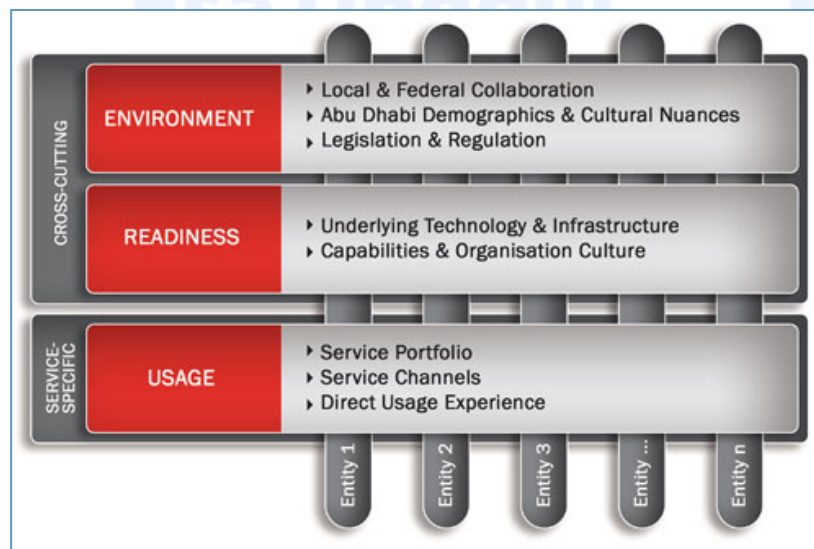 CROSS-CUTTING
ENVIRONMENT
Local & Federal Collaboration
Abu Dhabi Demographics & Cultural Nuances
Legislation & Regulation
READINESS
Underlying Technology & Infrastructure
Capabilities & Organisation Culture
SERVICE-
SPECIFIC
USAGE
Service Portfolio
Service Channels
Direct Usage Experience
Entity 1
Entity 2
Entity 3
Entity ...
Entity n